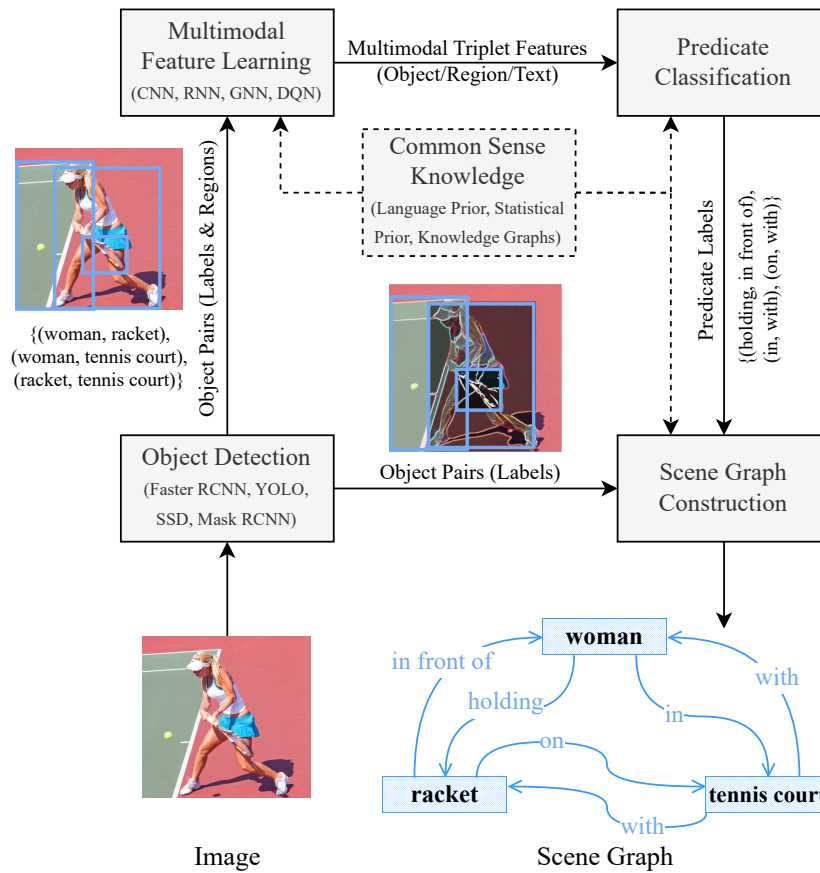 Multimodal
Feature Learning
(CNN, RNN, GNN, DQN)
Multimodal Triplet Features
(Object/Region/Text)
Predicate
Classification
Common Sense
Knowledge
(Language Prior, Statistical
Prior, Knowledge Graphs)
{(woman, racket),
(woman, tennis court),
(racket, tennis court)}
Object Pairs (Labels & Regions)
Predicate Labels
{(holding, in front of),
(in, with), (on, with)}
Object Detection
(Faster RCNN, YOLO,
SSD, Mask RCNN)
Object Pairs (Labels)
Scene Graph
Construction
woman
in front of
holding
in
with
on
racket
tennis court
with
Image
Scene Graph